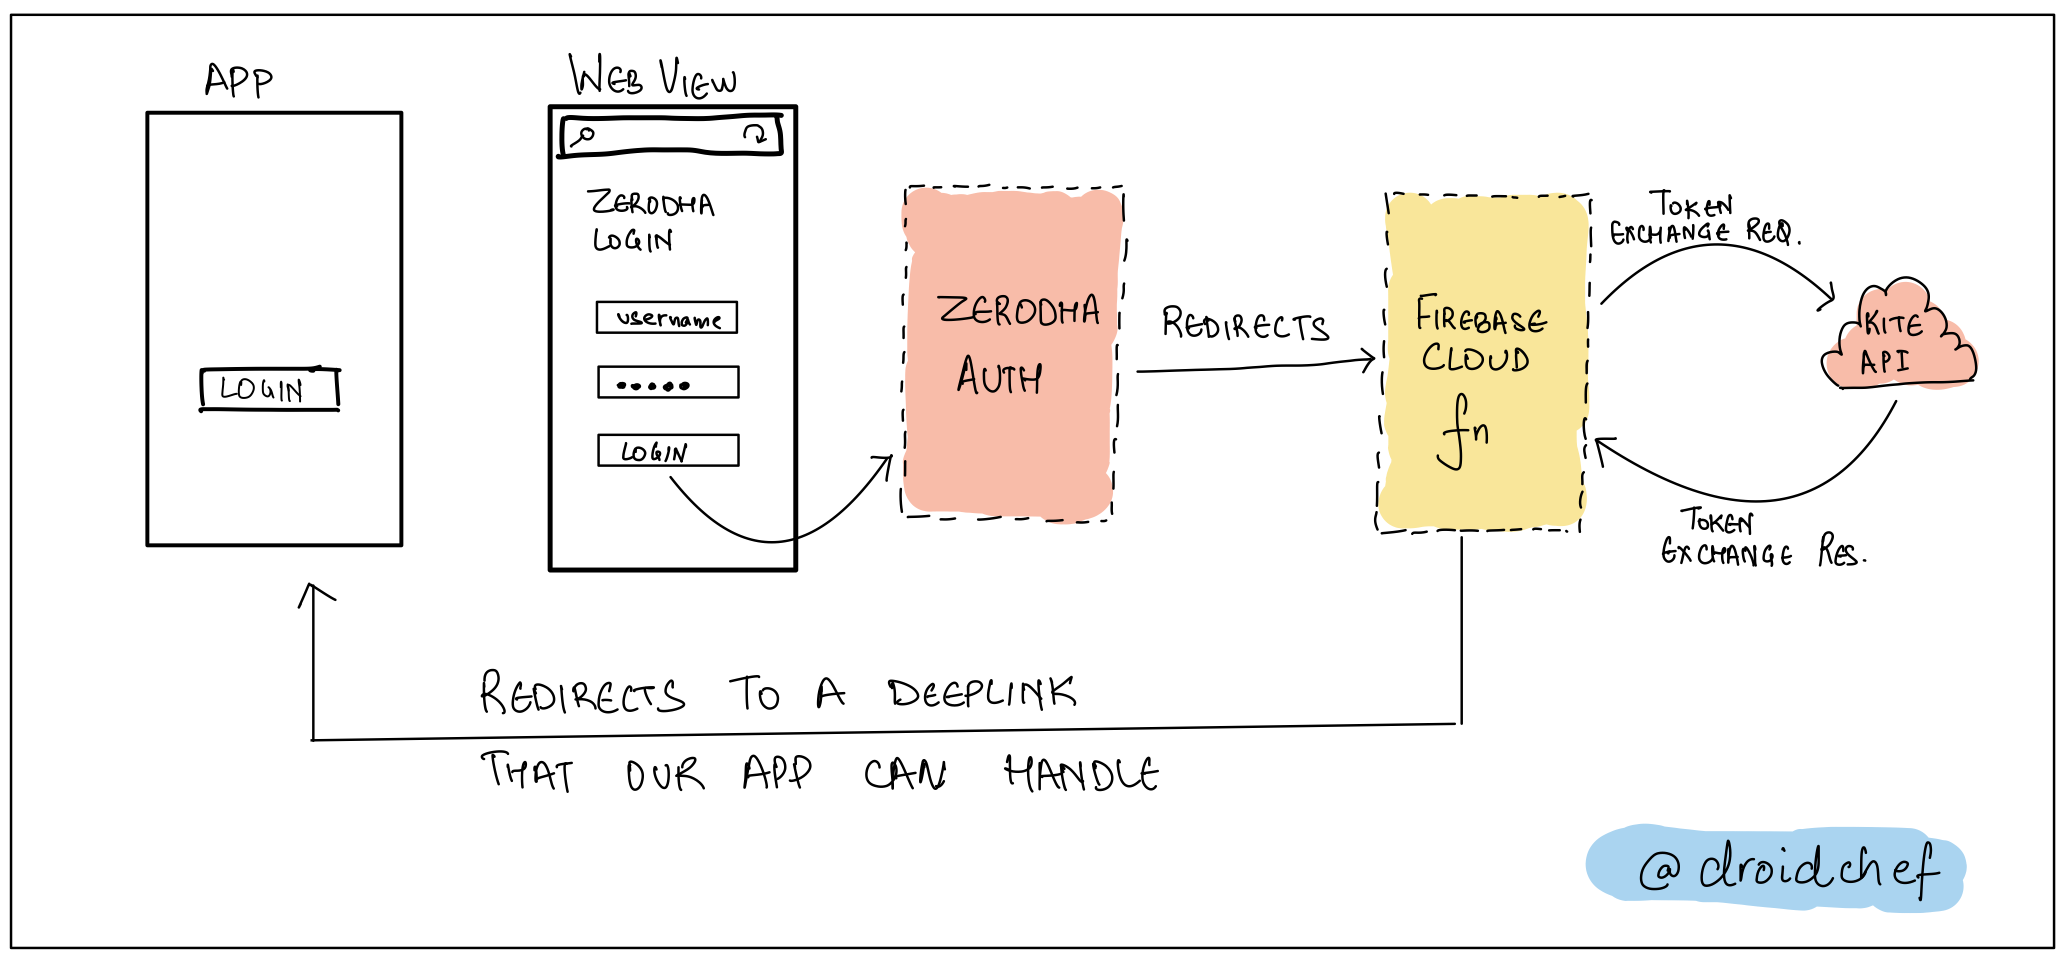 APP
LOGIN
WEB VIEW
ZERODHA
LOGIN
username
•••••
LOGIN
ZERODHA
AUTH
REDIRECTS
FIREBASE
CLOUD
fn
TOKEN
EXCHANGE REQ.
KITE
API
TOKEN
EXCHANGE RES.
REDIRECTS TO A DEEPLINK
THAT OUR APP CAN HANDLE
@droidchef